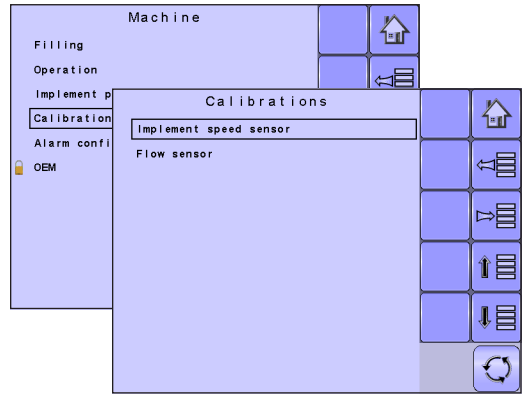 Machine
Filling
Operation
Implement p
Calibration
Alarm confi
OEM
Calibrations
Implement speed sensor
Flow sensor